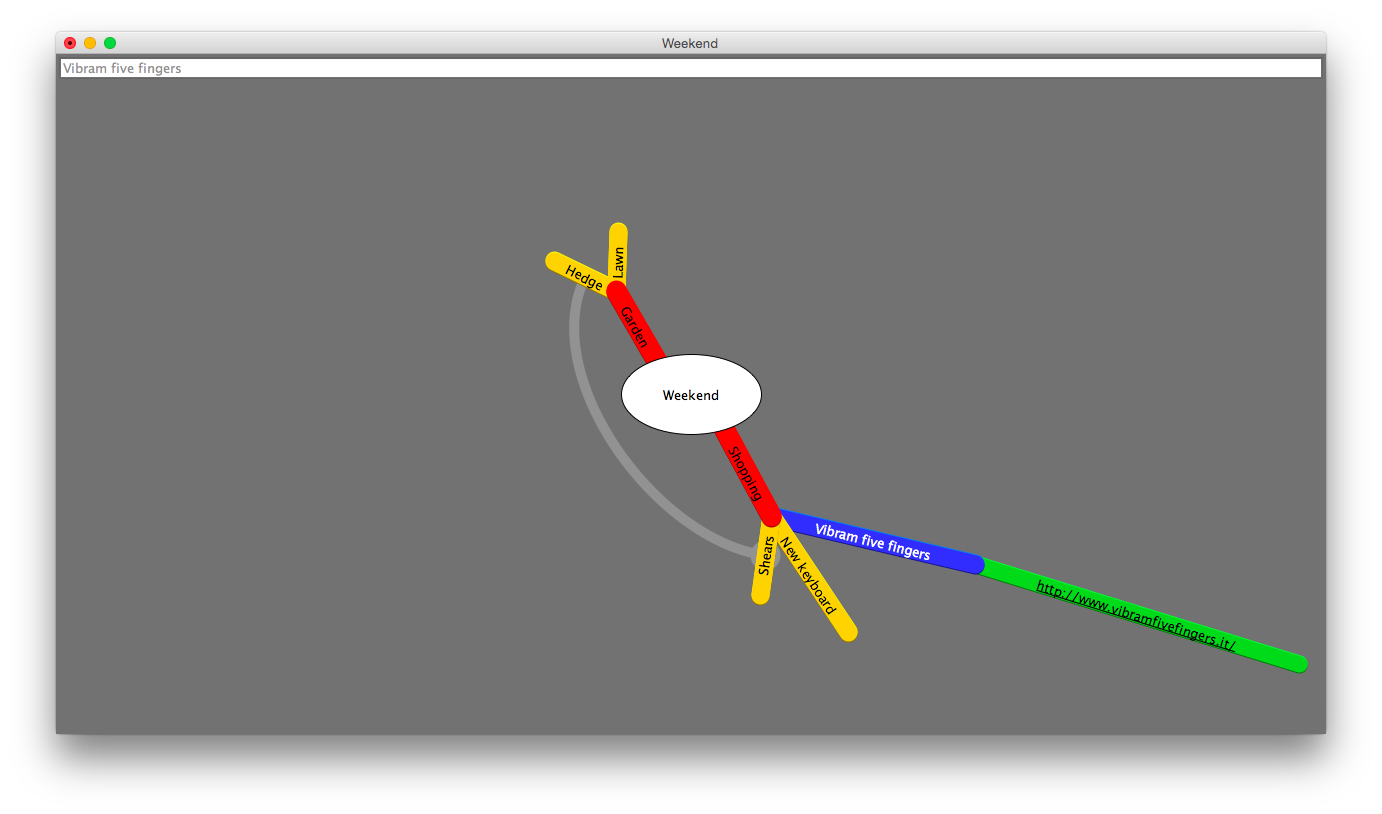 Weekend
Vibram five fingers
Lawn
Hedge
Garden
Weekend
Shopping
Vibram five fingers
Shears
New keyboard
http://www.vibramfivefingers.it/